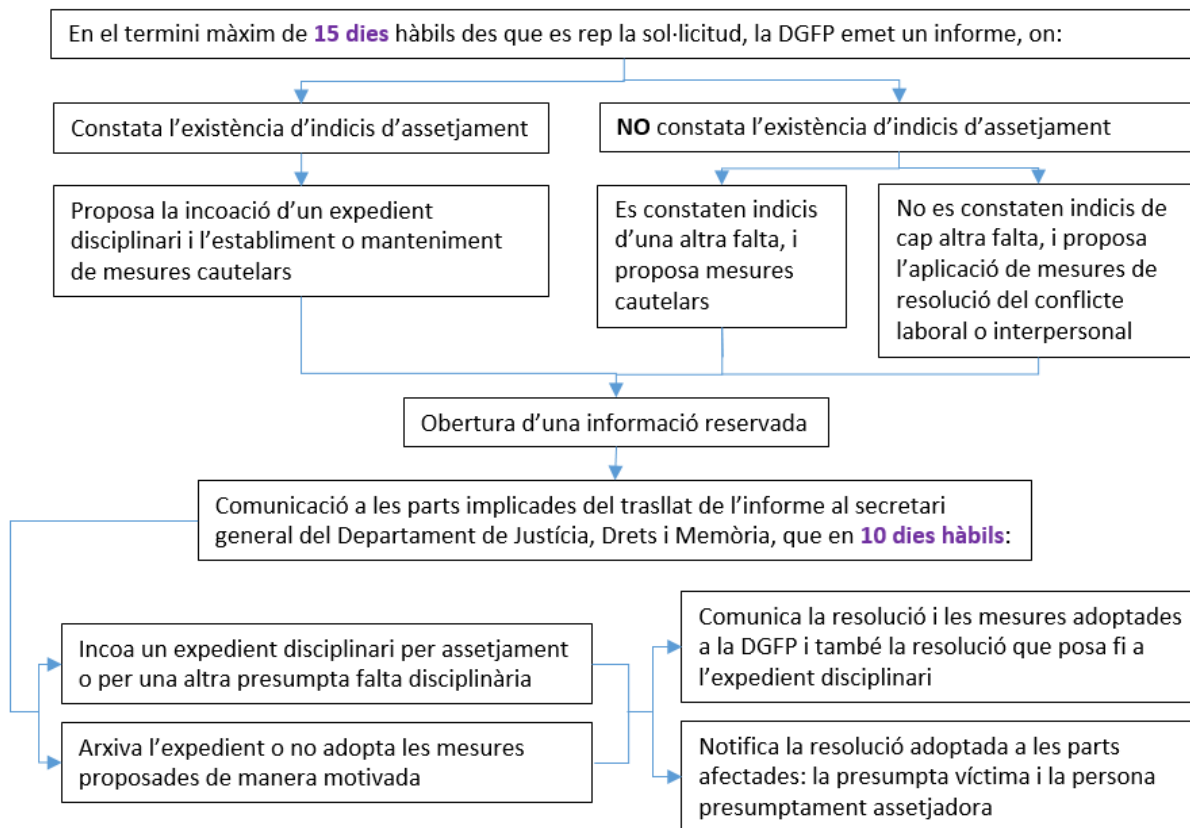 En el termini màxim de 15 dies hàbils des que es rep la sol·licitud, la DGFP emet un informe, on:
Constata l’existència d’indicis d’assetjament
NO constata l’existència d’indicis d’assetjament
Proposa la incoació d’un expedient
disciplinari i l’establiment o manteniment
de mesures cautelars
Es constaten indicis
d’una altra falta, i
proposa mesures
cautelars
No es constaten indicis de
cap altra falta, i proposa
l’aplicació de mesures de
resolució del conflicte
laboral o interpersonal
Obertura d’una informació reservada
Comunicació a les parts implicades del trasllat de l’informe al secretari
general del Departament de Justícia, Drets i Memòria, que en 10 dies hàbils:
Incoa un expedient disciplinari per assetjament
o per una altra presumpta falta disciplinària
Arxiva l’expedient o no adopta les mesures
proposades de manera motivada
Comunica la resolució i les mesures adoptades
a la DGFP i també la resolució que posa fi a
l’expedient disciplinari
Notifica la resolució adoptada a les parts
afectades: la presumpta víctima i la persona
presumptament assetjadora